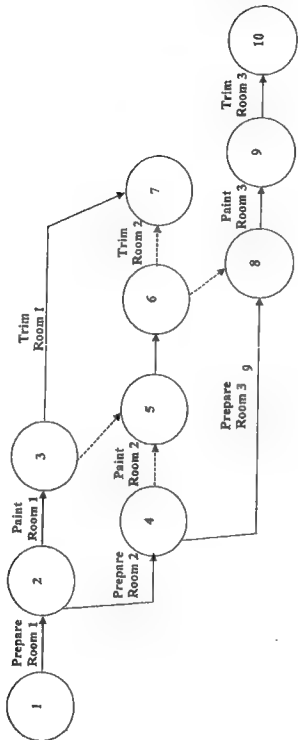 1
Prepare
Room 1
2
Paint
Room 1
3
Trim
Room 1
Prepare
Room 2
4
Paint
Room 2
5
6
Trim
Room 2
7
Prepare
Room 3
9
8
Paint
Room 3
9
Trim
Room 3
10